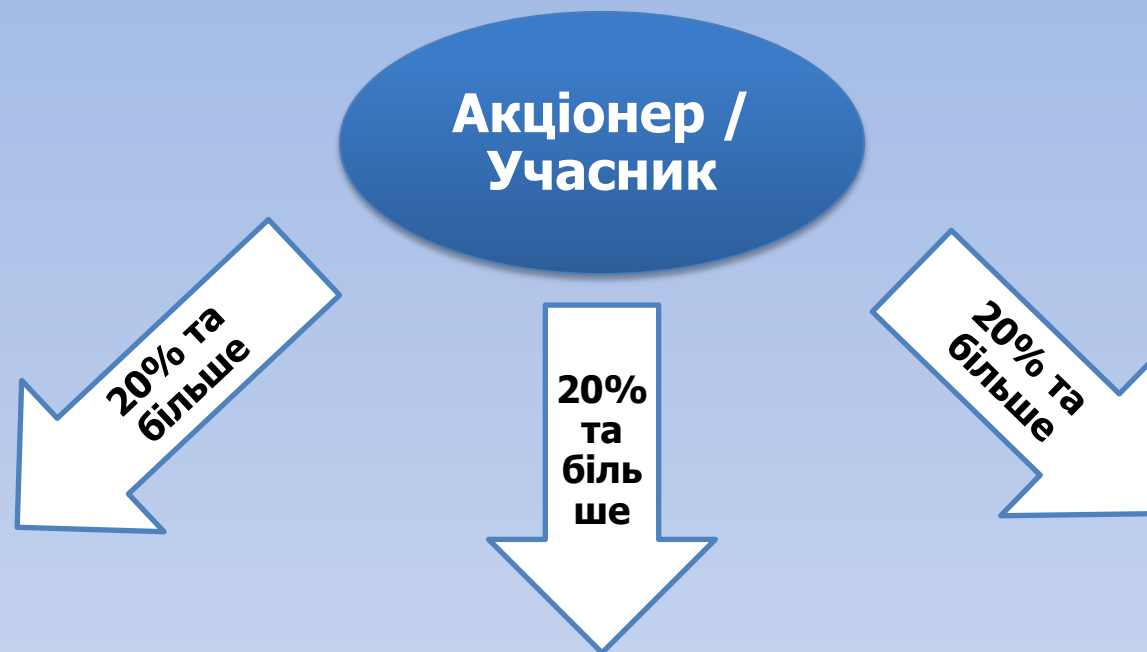 Акціонер /
Учасник
20% та
більше
20%
та
біль
ше
20% та
більше